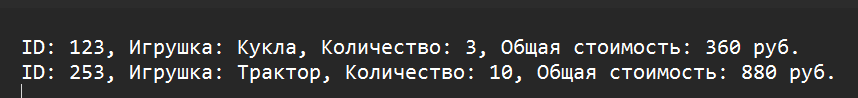 ID: 123, Игрушка: Кукла, Количество: 3, Общая стоимость: 360 руб.
ID: 253, Игрушка: Трактор, Количество: 10, Общая стоимость: 880 руб.